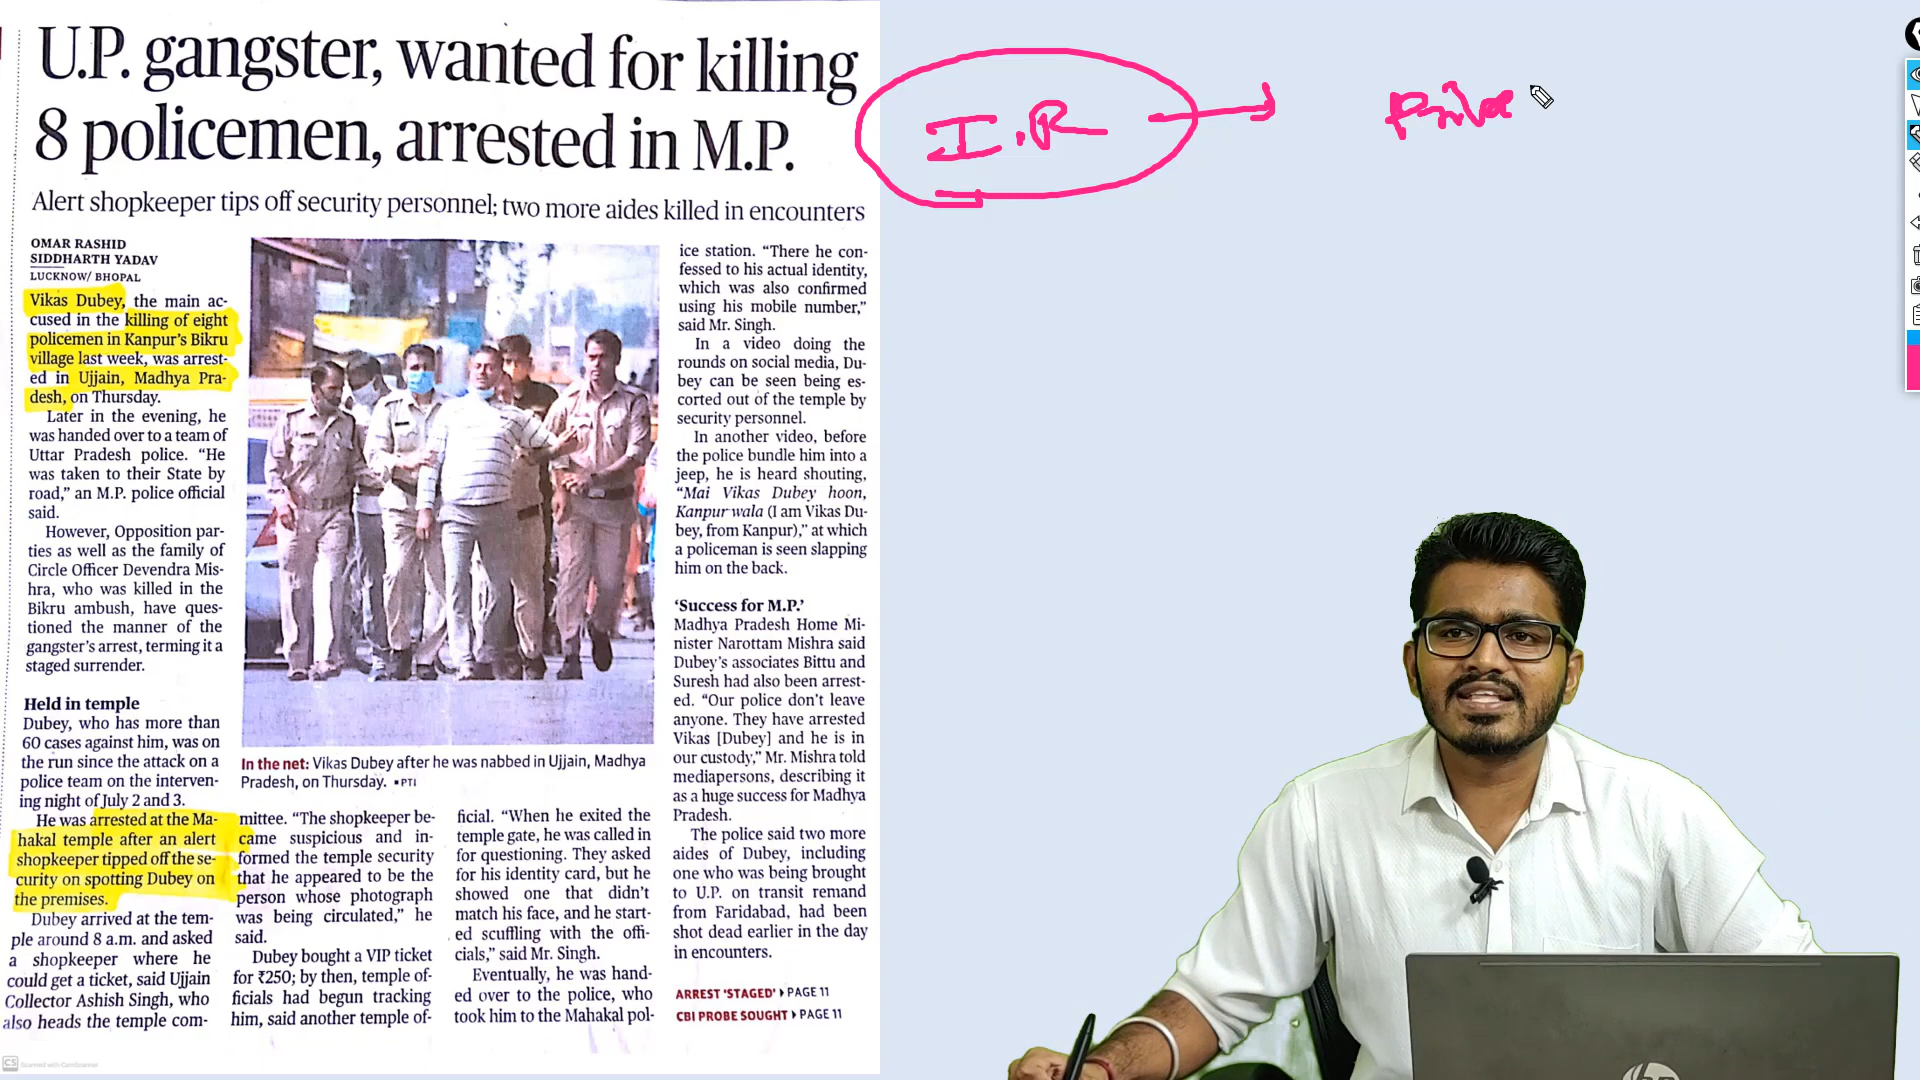 U.P. gangster, wanted for killing
8 policemen, arrested in M.P.
Alert shopkeeper tips off security personnel; two more aides killed in encounters
OMAR RASHID
SIDDHARTH YADAV
LUCKNOW/ BHOPAL
Vikas Dubey, the main ac-
cused in the killing of eight
policemen in Kanpur's Bikru
village last week, was arrest-
ed in Ujjain, Madhya Pra-
desh, on Thursday.
Later in the evening, he
was handed over to a team of
Uttar Pradesh police. “He
was taken to their State by
road,” an M.P. police official
said.
However, Opposition par-
ties as well as the family of
Circle Officer Devendra Mis-
hra, who was killed in the
Bikru ambush, have ques-
tioned the manner of the
gangster's arrest, terming it a
staged surrender.
Held in temple
Dubey, who has more than
60 cases against him, was on
the run since the attack on a
police team on the interven-
ing night of July 2 and 3.
He was arrested at the Ma-
hakal temple after an alert
shopkeeper tipped off the se-
curity on spotting Dubey on
the premises.
Dubey arrived at the tem-
ple around 8 a.m. and asked
a shopkeeper where he
could get a ticket, said Ujjain
Collector Ashish Singh, who
also heads the temple com-
In the net: Vikas Dubey after he was nabbed in Ujjain, Madhya
Pradesh, on Thursday. ▪PTI
mittee. “The shopkeeper be-
came suspicious and in-
formed the temple security
that he appeared to be the
person whose photograph
was being circulated,” he
said.
Dubey bought a VIP ticket
for ₹250; by then, temple of-
ficials had begun tracking
him, said another temple of-
ficial. “When he exited the
temple gate, he was called in
for questioning. They asked
for his identity card, but he
showed one that didn't
match his face, and he start-
ed scuffling with the offi-
cials,” said Mr. Singh.
Eventually, he was hand-
ed over to the police, who
took him to the Mahakal pol-
ice station. “There he con-
fessed to his actual identity,
which was also confirmed
using his mobile number,”
said Mr. Singh.
In a video doing the
rounds on social media, Du-
bey can be seen being es-
corted out of the temple by
security personnel.
In another video, before
the police bundle him into a
jeep, he is heard shouting,
“Mai Vikas Dubey hoon,
Kanpur wala (I am Vikas Du-
bey, from Kanpur),” at which
a policeman is seen slapping
him on the back.
‘Success for M.P.’
Madhya Pradesh Home Mi-
nister Narottam Mishra said
Dubey's associates Bittu and
Suresh had also been arrest-
ed. “Our police don't leave
anyone. They have arrested
Vikas [Dubey] and he is in
our custody,” Mr. Mishra told
mediapersons, describing it
as a huge success for Madhya
Pradesh.
The police said two more
aides of Dubey, including
one who was being brought
to U.P. on transit remand
from Faridabad, had been
shot dead earlier in the day
in encounters.
ARREST ‘STAGED’ ▸ PAGE 11
CBI PROBE SOUGHT ▸ PAGE 11
CS Scanned with CamScanner
I.R